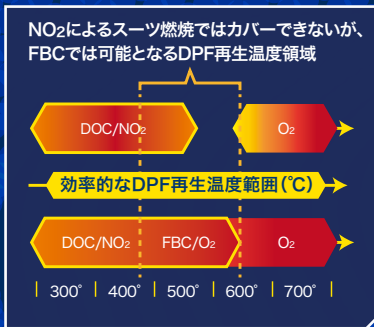 NO₂によるスーツ燃焼ではカバーできないが、
FBCでは可能となるDPF再生温度領域
DOC/NO₂
O₂
効率的なDPF再生温度範囲(℃)
DOC/NO₂ FBC/O₂ O₂
300° 400° 500° 600° 700°